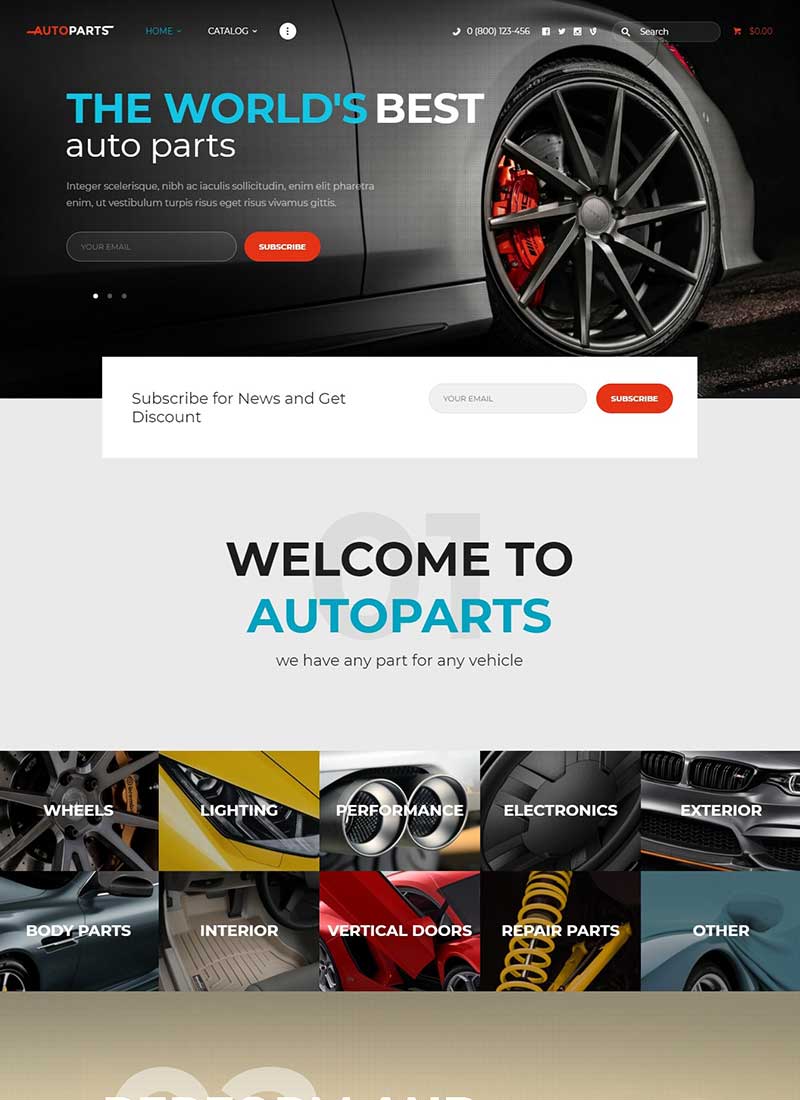 AUTOPARTS
HOME
CATALOG
0 (800) 123-456
Search
$0.00
THE WORLD'S BEST
auto parts
Integer scelerisque, nibh ac iaculis sollicitudin, enim elit pharetra
enim, ut vestibulum turpis risus eget risus vivamus gittis.
YOUR EMAIL
SUBSCRIBE
Subscribe for News and Get
Discount
YOUR EMAIL
SUBSCRIBE
01
WELCOME TO
AUTOPARTS
we have any part for any vehicle
WHEELS
LIGHTING
PERFORMANCE
ELECTRONICS
EXTERIOR
BODY PARTS
INTERIOR
VERTICAL DOORS
REPAIR PARTS
OTHER